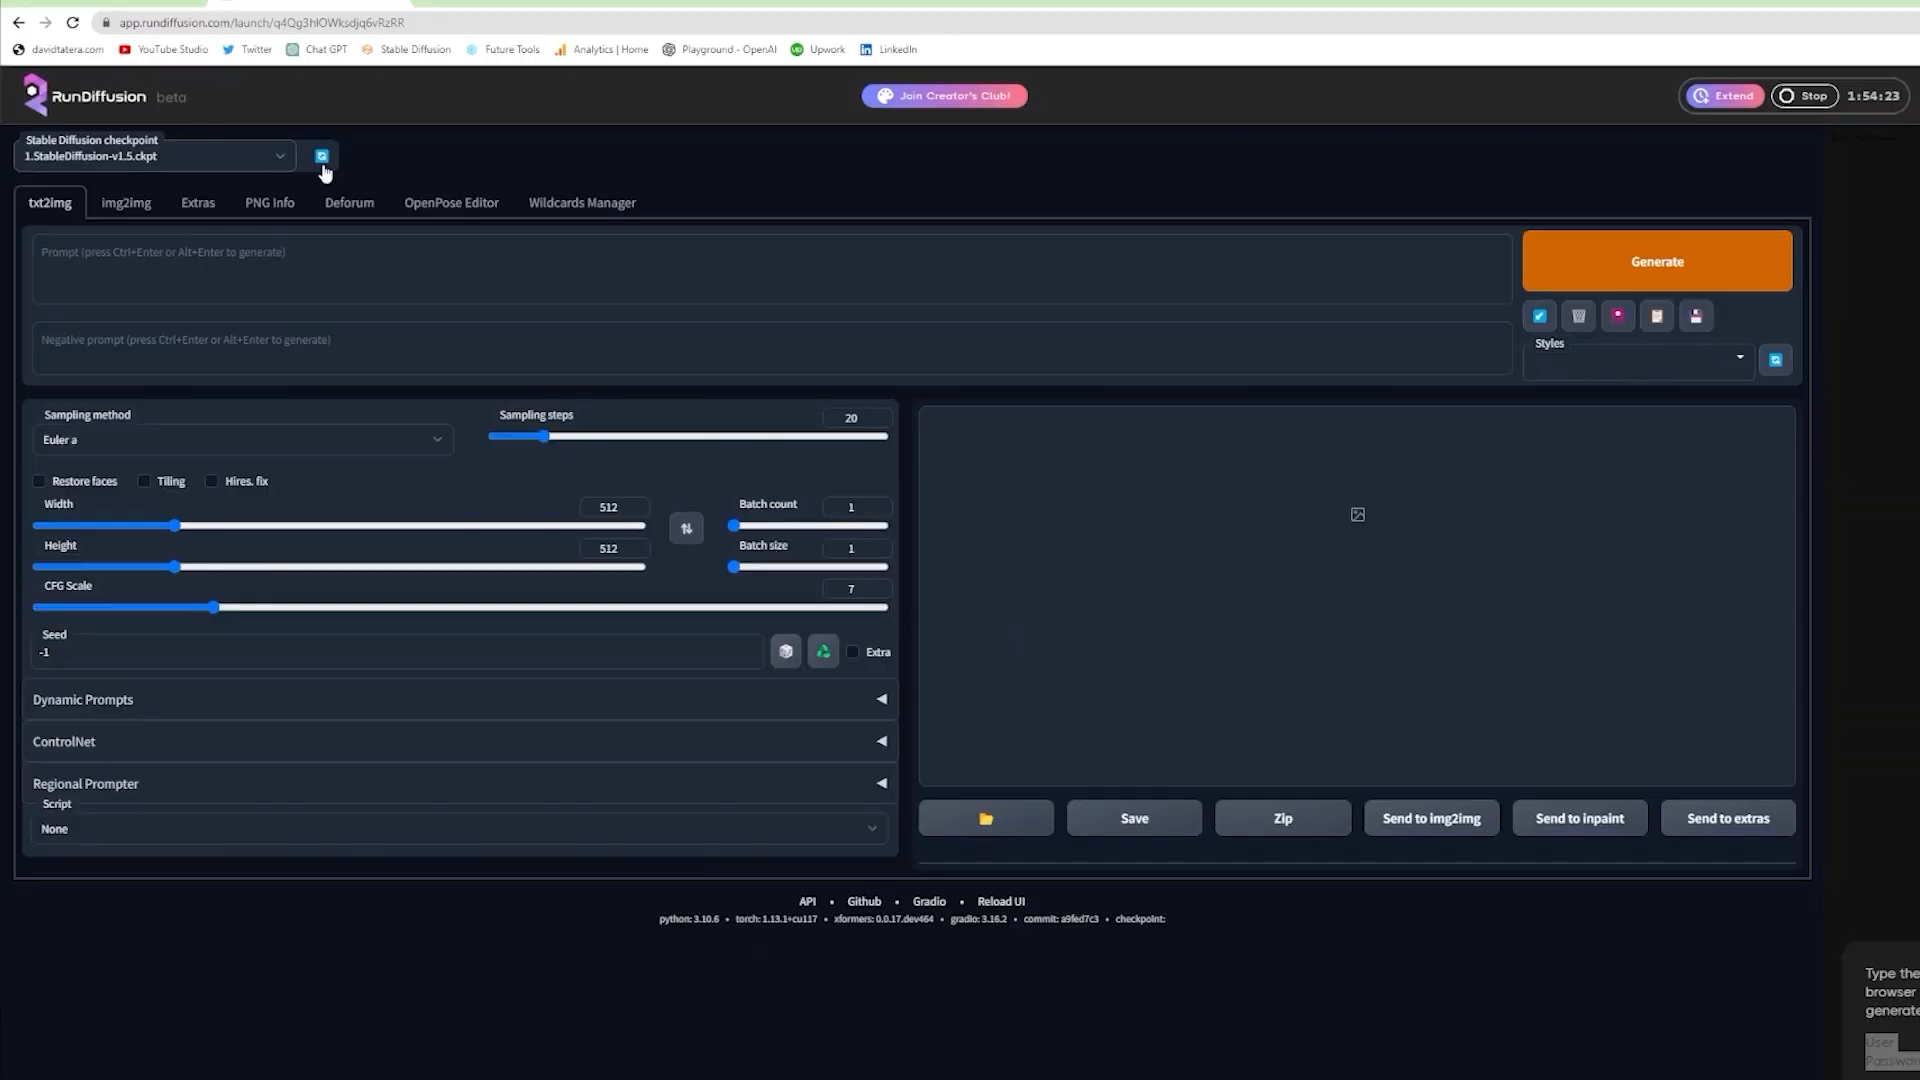 app.rundiffusion.com/launch/q4Qg3hIOWksdjq6vRzRR
davidtatera.com YouTube Studio Twitter Chat GPT Stable Diffusion Future Tools Analytics | Home Playground - OpenAI Upwork LinkedIn
RunDiffusion beta
Join Creator's Club!
Extend Stop 1:54:23
Stable Diffusion checkpoint
1.StableDiffusion-v1.5.ckpt
txt2img img2img Extras PNG Info Deforum OpenPose Editor Wildcards Manager
Prompt (press Ctrl+Enter or Alt+Enter to generate)
Generate
Negative prompt (press Ctrl+Enter or Alt+Enter to generate)
Styles
Sampling method
Euler a
Sampling steps
20
Restore faces Tiling Hires. fix
Width
512
Batch count
1
Height
512
Batch size
1
CFG Scale
7
Seed
-1
Extra
Dynamic Prompts
ControlNet
Regional Prompter
Script
None
Save Zip Send to img2img Send to inpaint Send to extras
API • Github • Gradio • Reload UI
python: 3.10.6 • torch: 1.13.1+cu117 • xformers: 0.0.17.dev464 • gradio: 3.16.2 • commit: a9fed7c3 • checkpoint:
Type the
browser
generate
User
Passwor